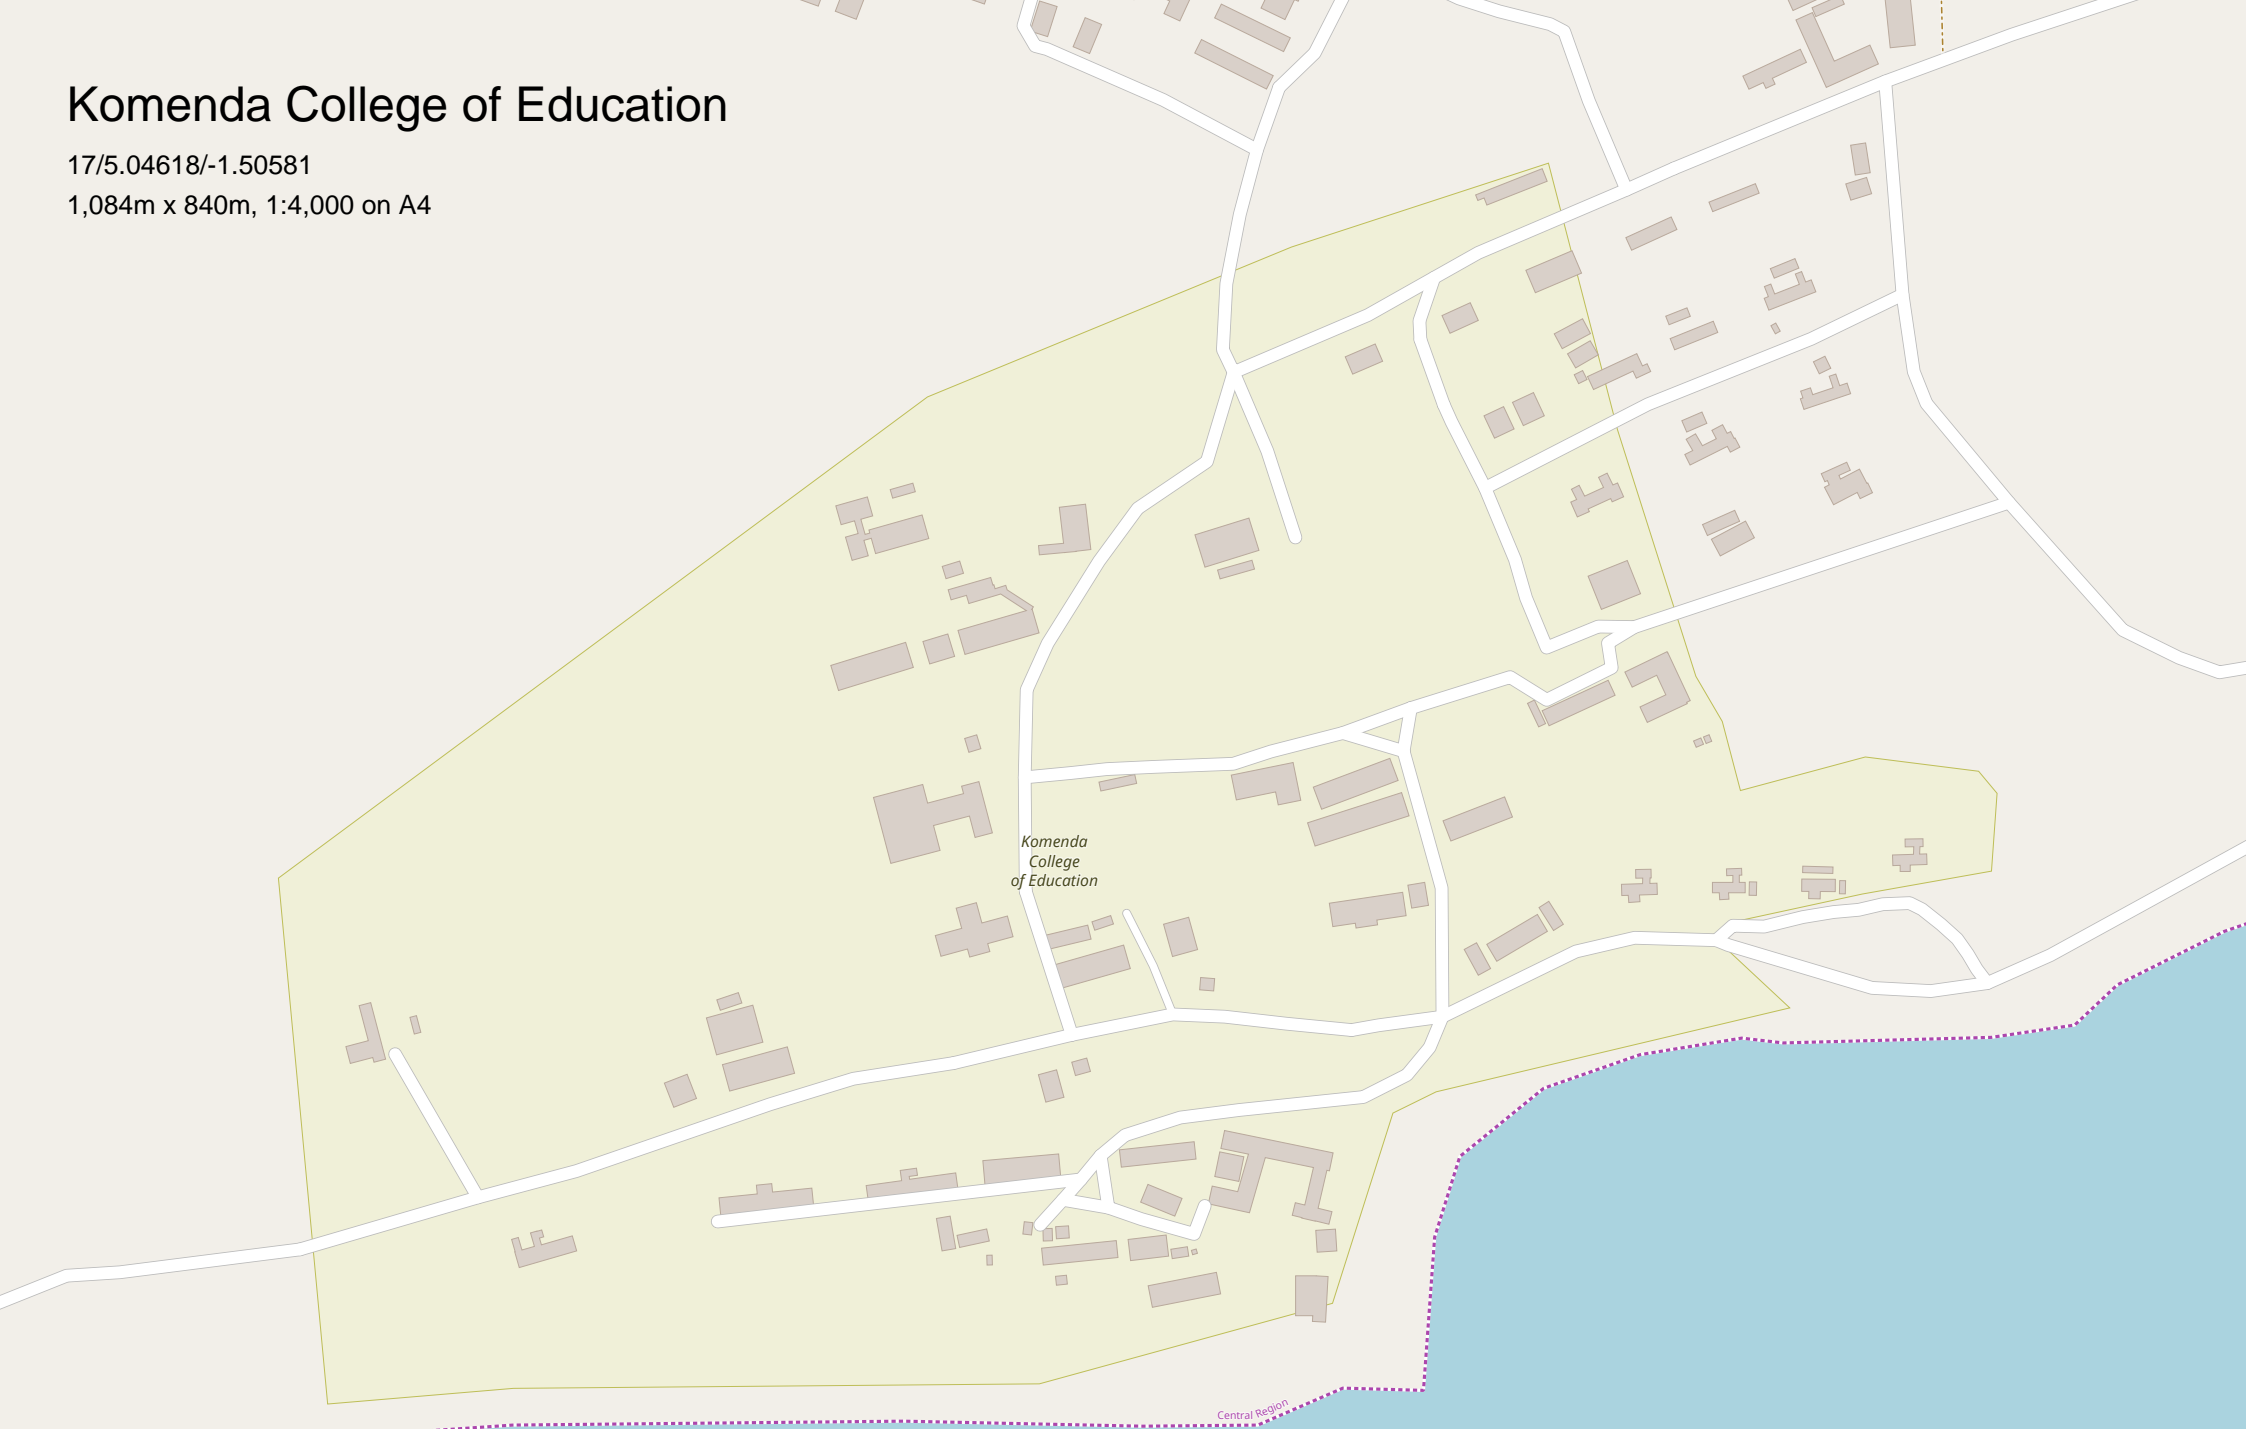 Komenda College of Education
17/5.04618/-1.50581
1,084m x 840m, 1:4,000 on A4
Komenda
College
of Education
Central Region